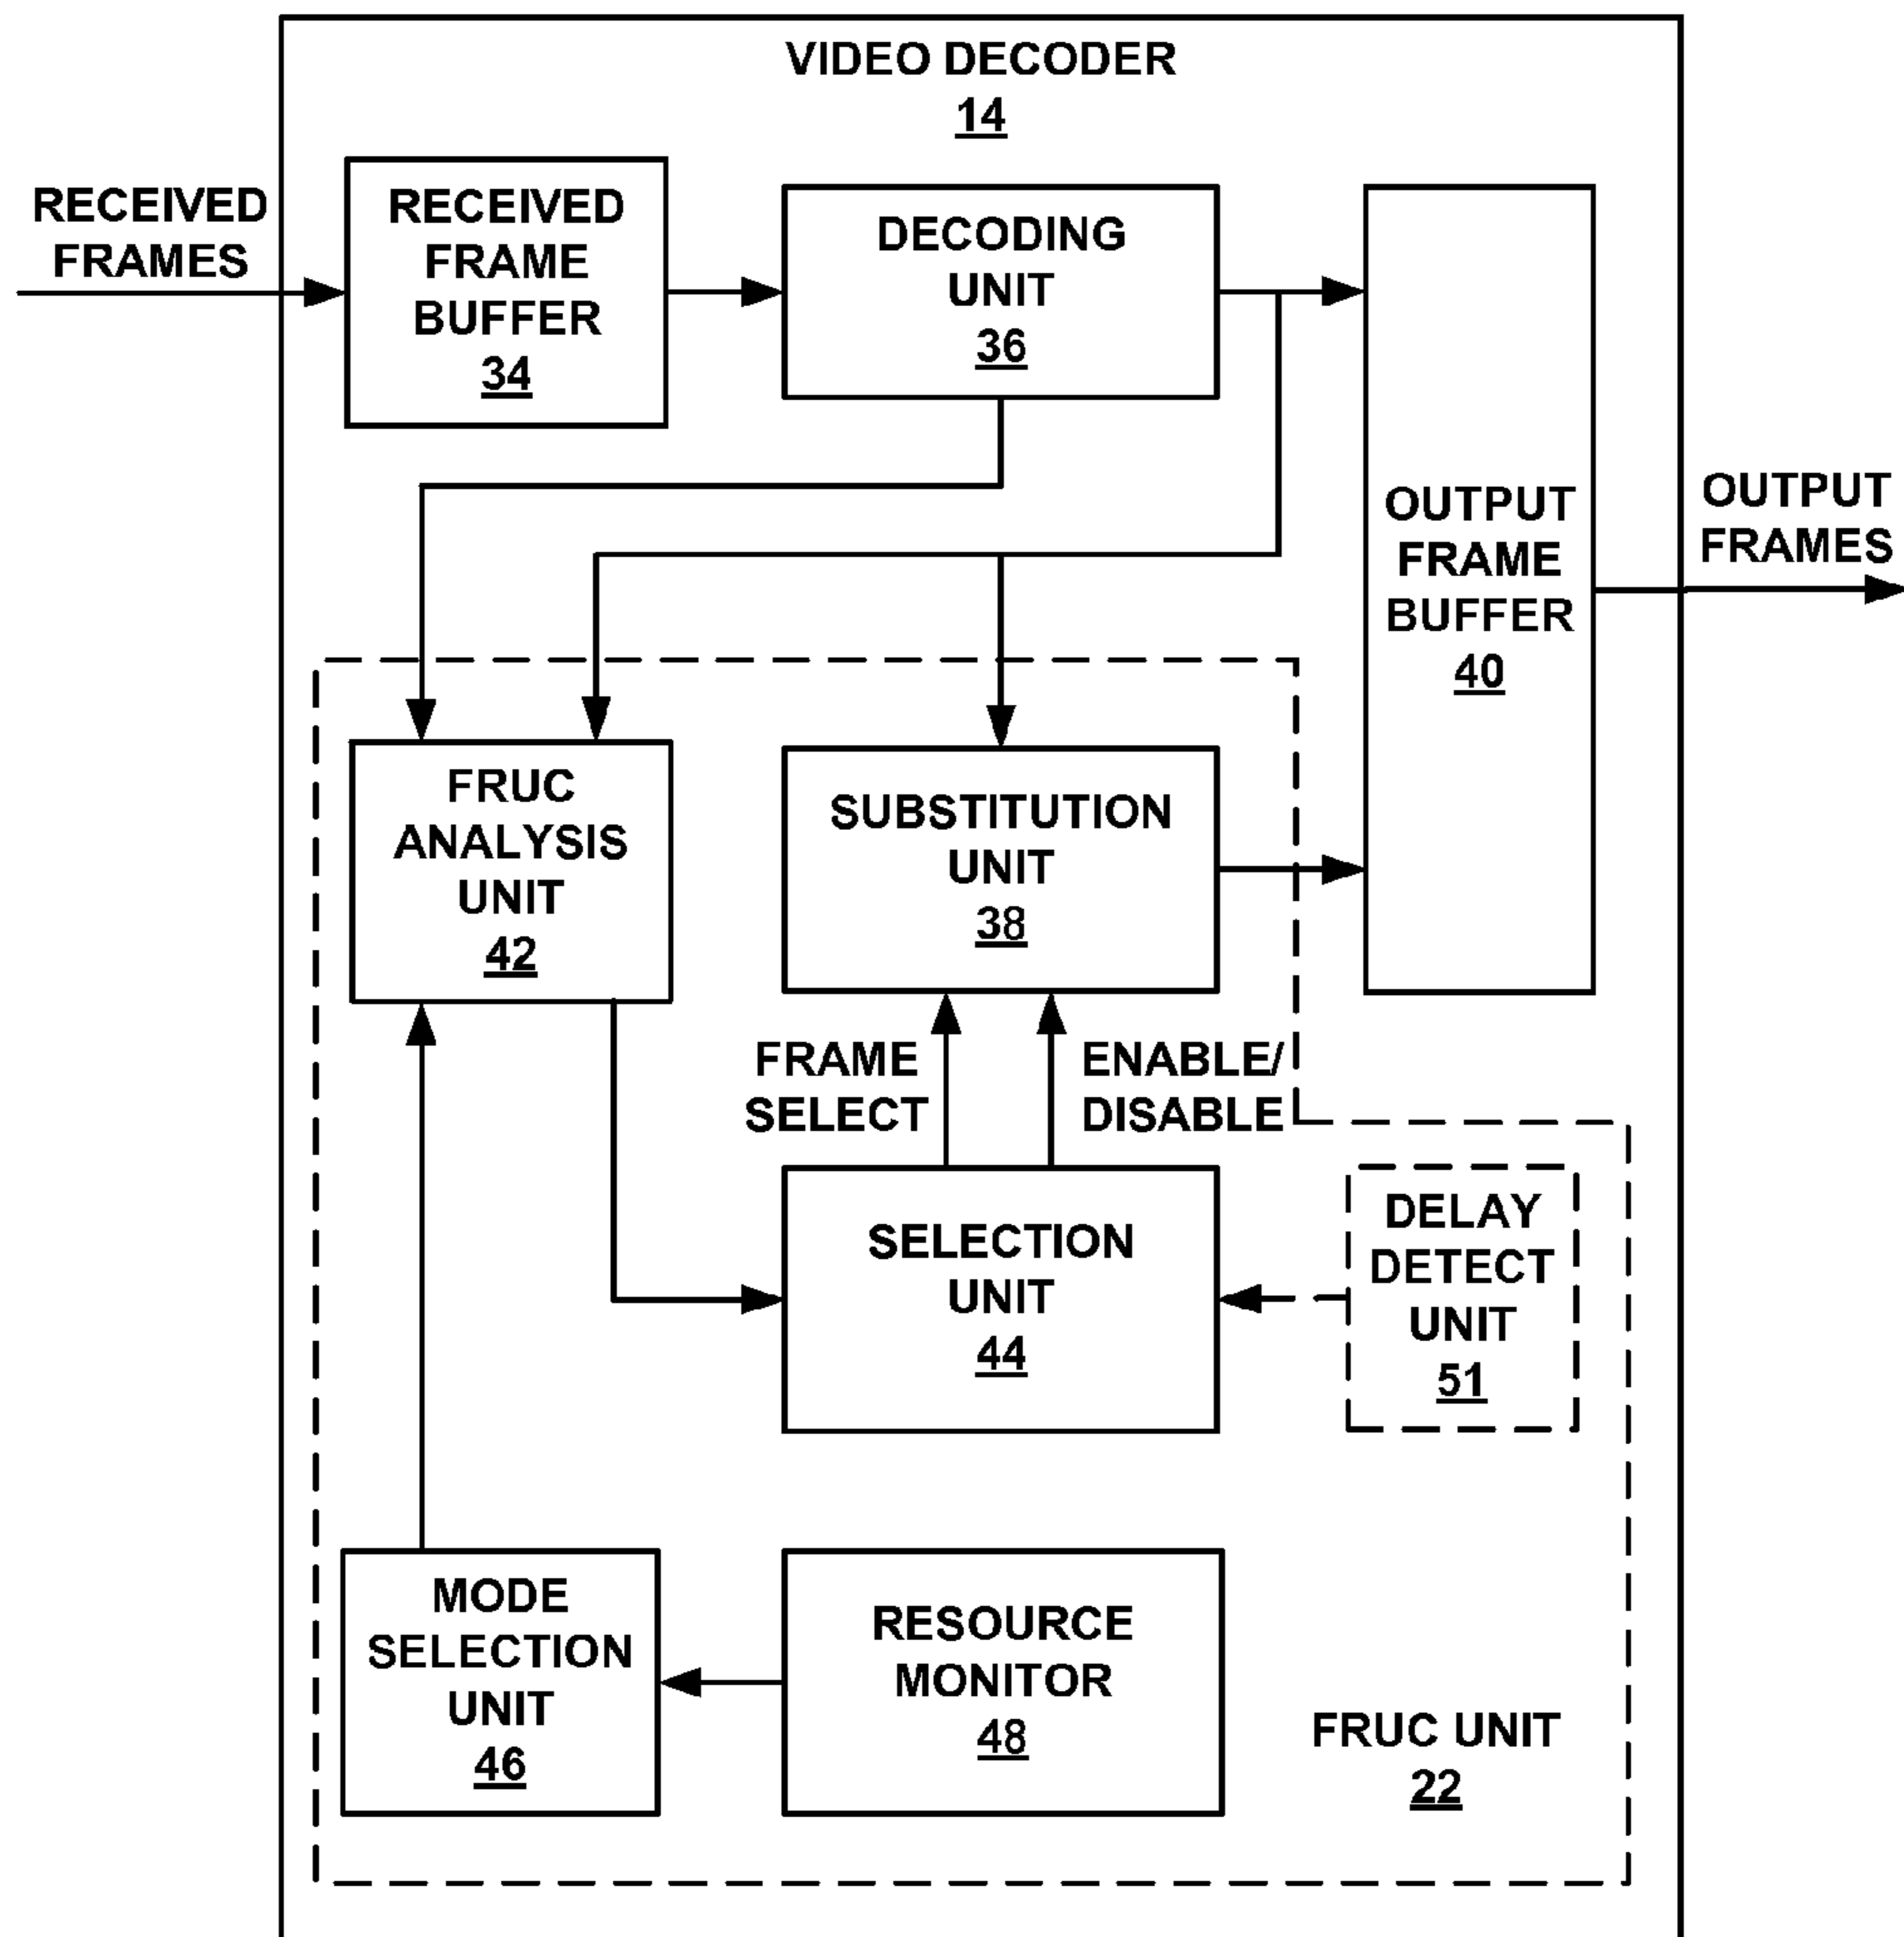 VIDEO DECODER
14
RECEIVED
FRAMES
RECEIVED
FRAME
BUFFER
34
DECODING
UNIT
36
OUTPUT
FRAME
BUFFER
40
OUTPUT
FRAMES
FRUC
ANALYSIS
UNIT
42
SUBSTITUTION
UNIT
38
FRAME
SELECT
ENABLE/
DISABLE
SELECTION
UNIT
44
DELAY
DETECT
UNIT
51
MODE
SELECTION
UNIT
46
RESOURCE
MONITOR
48
FRUC UNIT
22